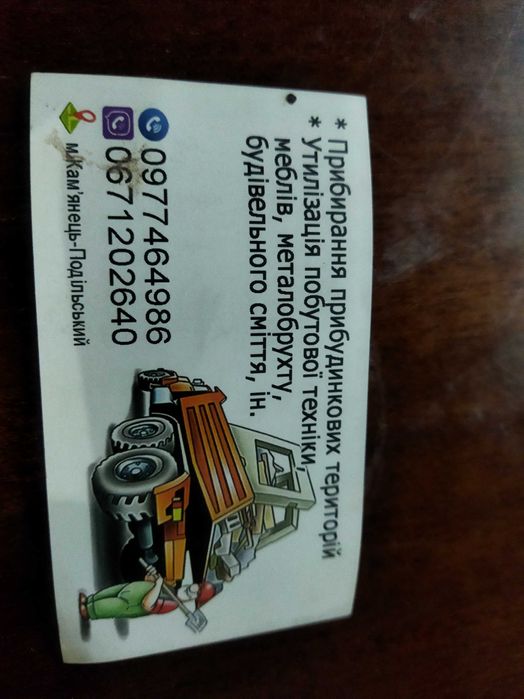 * Прибирання прибудинкових територій
* Утилізація побутової техніки,
меблів, металобрухту,
будівельного сміття, ін.
0977464986
0671202640
м.Кам'янець-Подільський